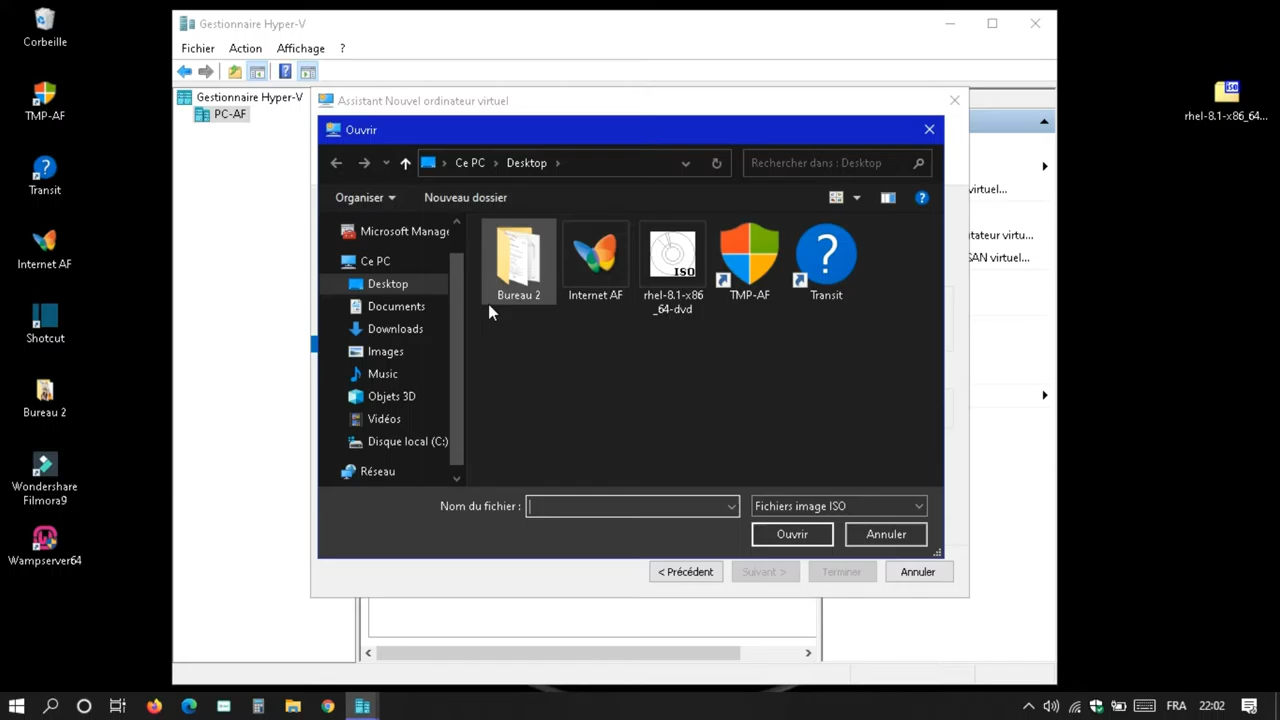 Corbeille
TMP-AF
Transit
Internet AF
Shotcut
Bureau 2
Wondershare
Filmora9
Wampserver64
Gestionnaire Hyper-V
Fichier Action Affichage ?
Gestionnaire Hyper-V
PC-AF
Assistant Nouvel ordinateur virtuel
Ouvrir
Ce PC > Desktop >
Rechercher dans : Desktop
Organiser
Nouveau dossier
Microsoft Manage
Ce PC
Desktop
Documents
Downloads
Images
Music
Objets 3D
Vidéos
Disque local (C:)
Réseau
Bureau 2
Internet AF
ISO
rhel-8.1-x86
_64-dvd
TMP-AF
?
Transit
Nom du fichier :
Fichiers image ISO
Ouvrir
Annuler
< Précédent
Suivant >
Terminer
Annuler
virtuel...
tateur virtu...
SAN virtuel...
iso
rhel-8.1-x86_64...
FRA
22:02